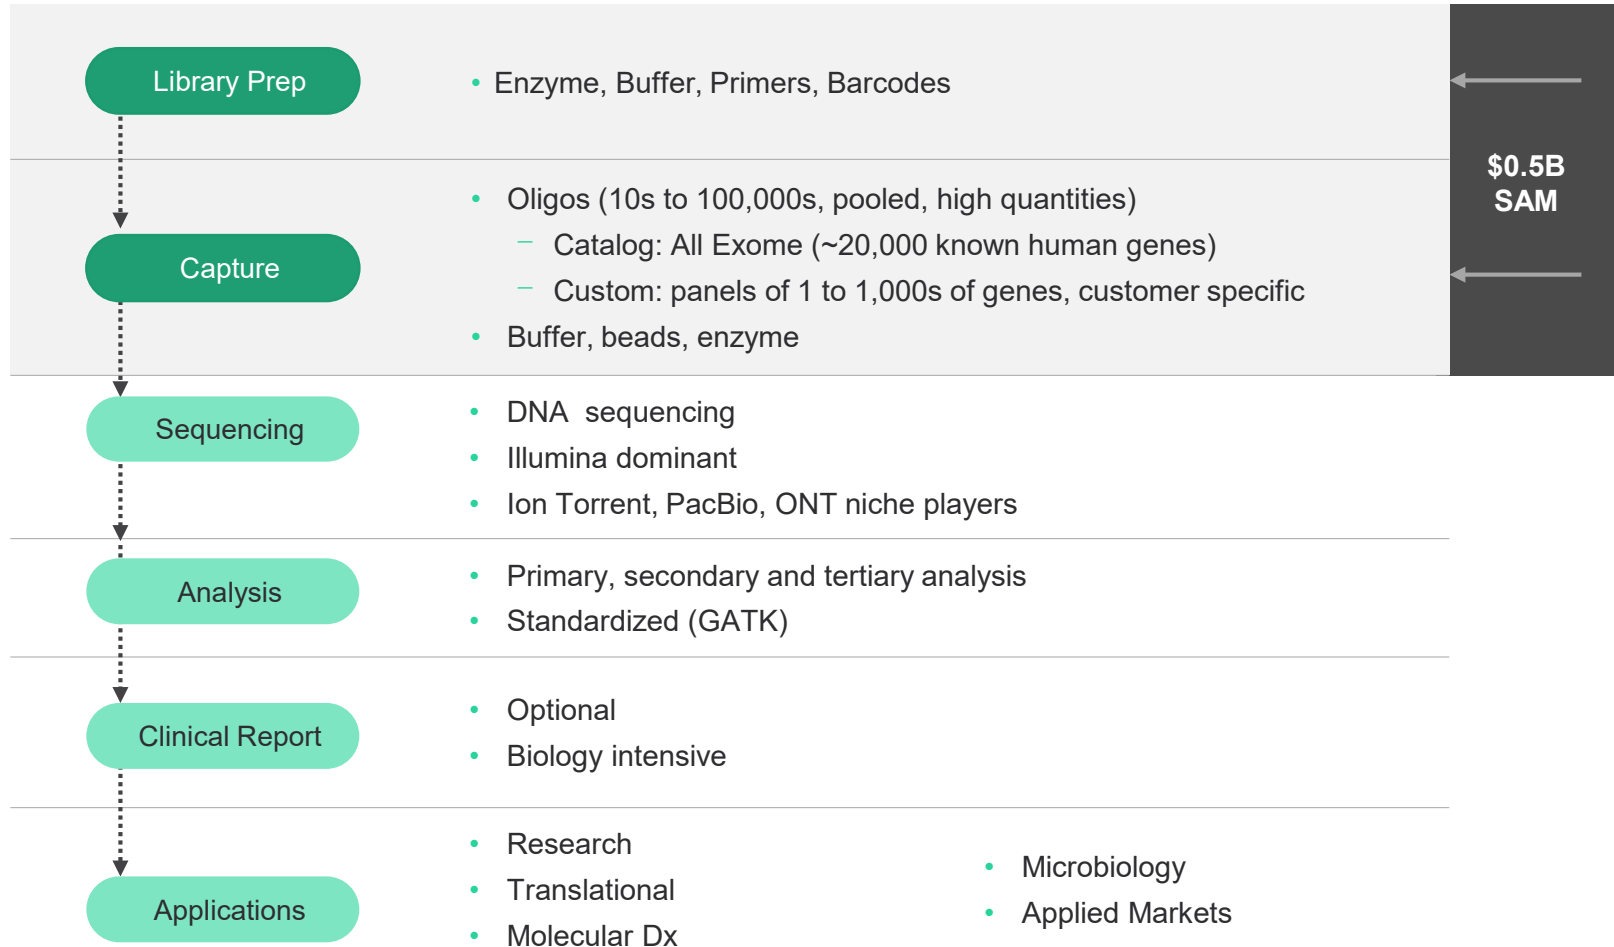 Library Prep
• Enzyme, Buffer, Primers, Barcodes
$0.5B
SAM
Capture
• Oligos (10s to 100,000s, pooled, high quantities)
– Catalog: All Exome (~20,000 known human genes)
– Custom: panels of 1 to 1,000s of genes, customer specific
• Buffer, beads, enzyme
Sequencing
• DNA  sequencing
• Illumina dominant
• Ion Torrent, PacBio, ONT niche players
Analysis
• Primary, secondary and tertiary analysis
• Standardized (GATK)
Clinical Report
• Optional
• Biology intensive
Applications
• Research
• Translational
• Molecular Dx
• Microbiology
• Applied Markets